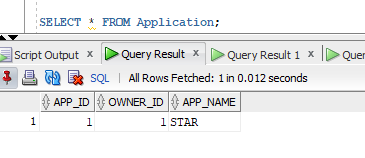 SELECT * FROM Application;
Script Output × Query Result × Query Result 1 × Query
SQL | All Rows Fetched: 1 in 0.012 seconds
APP_ID OWNER_ID APP_NAME
1 1 1 STAR